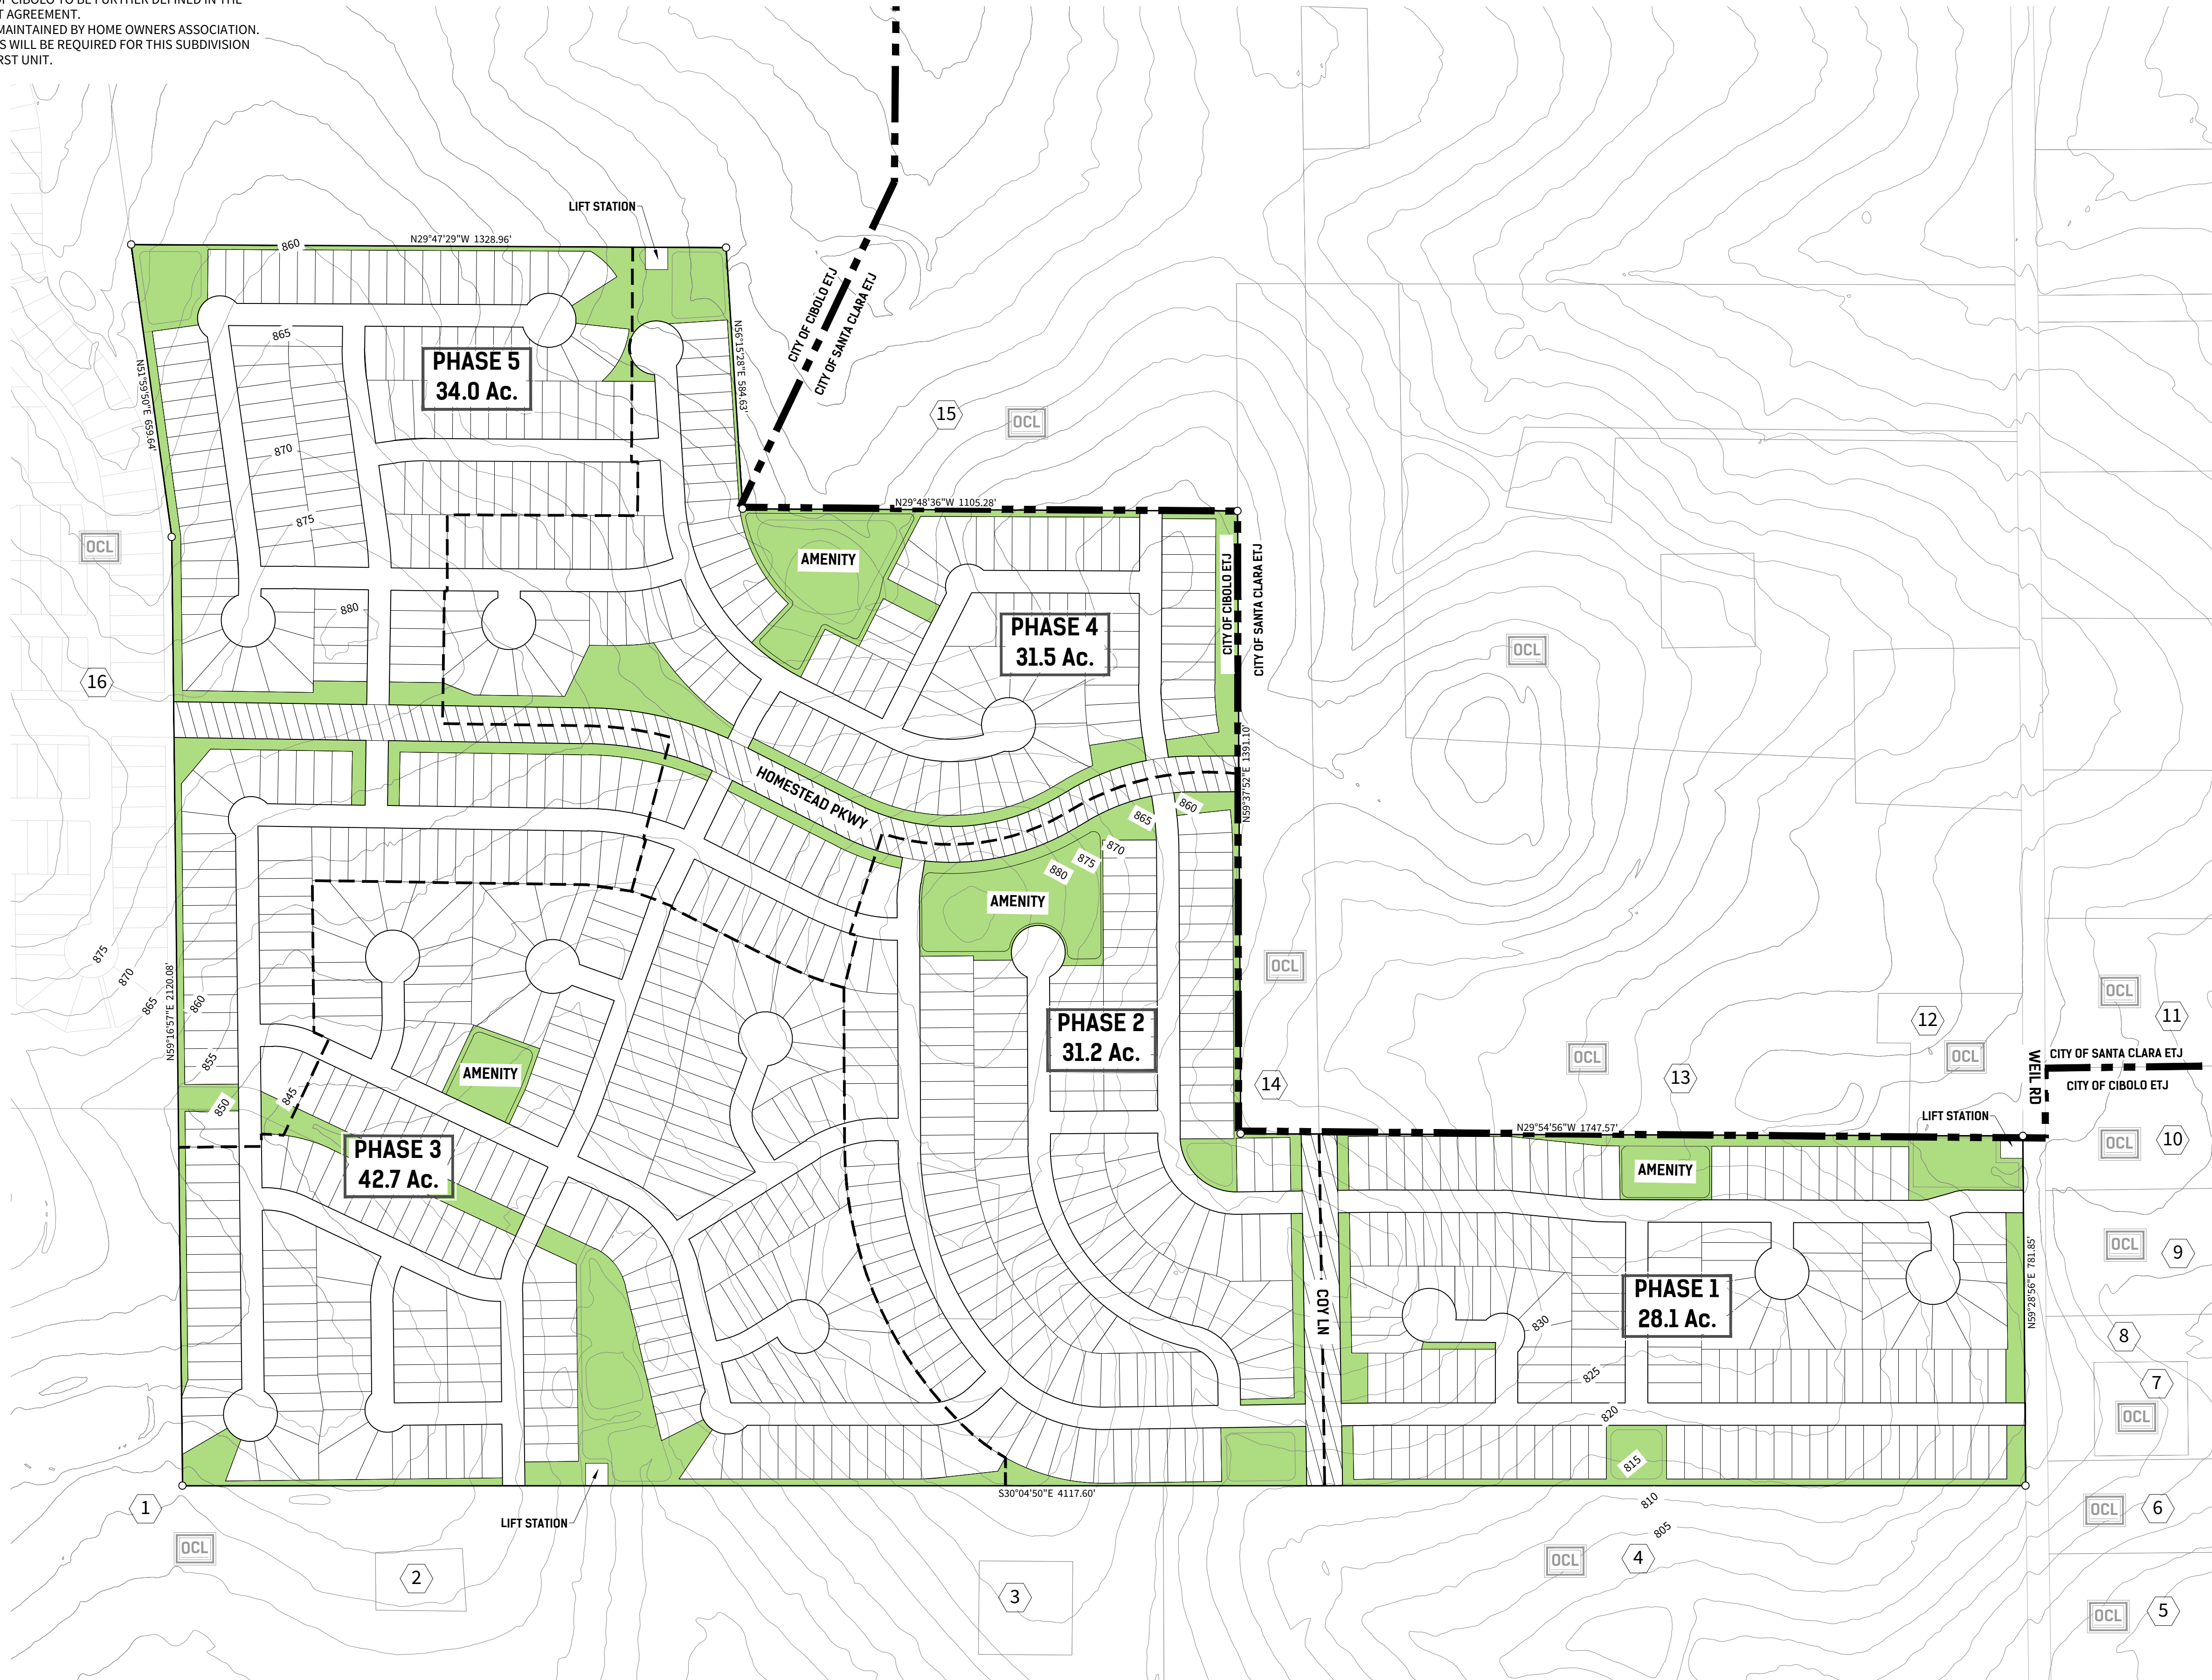 OF CIBOLO TO BE FURTHER DEFINED IN THE
T AGREEMENT.
MAINTAINED BY HOME OWNERS ASSOCIATION.
S WILL BE REQUIRED FOR THIS SUBDIVISION
RST UNIT.
LIFT STATION
N29°47'29"W 1328.96'
860
865
N51°59'50"E 659.64'
PHASE 5
34.0 Ac.
N56°15'28"E 584.63'
CITY OF CIBOLO ETJ
CITY OF SANTA CLARA ETJ
15
OCL
870
875
OCL
880
16
N29°48'36"W 1105.28'
AMENITY
PHASE 4
31.5 Ac.
CITY OF CIBOLO ETJ
CITY OF SANTA CLARA ETJ
OCL
N59°37'52"E 1391.10'
HOMESTEAD PKWY
860
865
870
875
880
AMENITY
875
870
865
860
855
850
845
N59°16'57"E 2120.08'
AMENITY
PHASE 3
42.7 Ac.
PHASE 2
31.2 Ac.
OCL
14
OCL
13
12
OCL
OCL
11
WEIL RD
CITY OF SANTA CLARA ETJ
CITY OF CIBOLO ETJ
LIFT STATION
N29°54'56"W 1747.57'
OCL
10
AMENITY
COY LN
PHASE 1
28.1 Ac.
830
825
820
815
810
805
N59°28'56"E 781.85'
OCL
9
8
7
OCL
S30°04'50"E 4117.60'
LIFT STATION
1
OCL
2
3
OCL
4
OCL
6
OCL
5